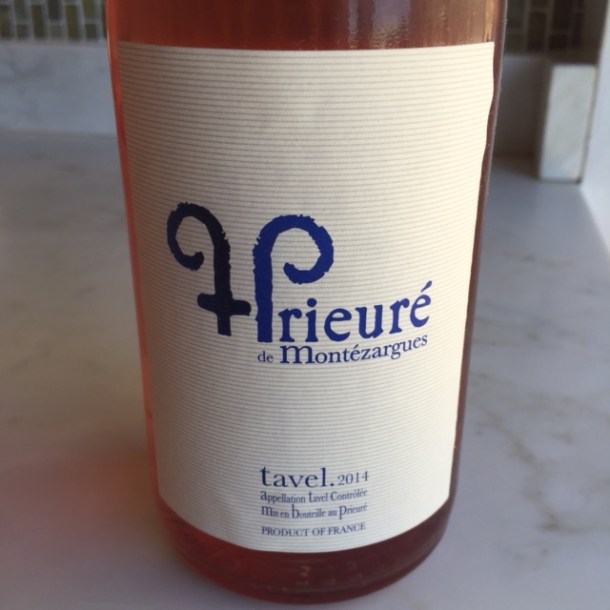 Prieuré
de Montézargues
tavel.2014
appellation tavel Contrôlée
Mis en bouteille au Prieuré
PRODUCT OF FRANCE